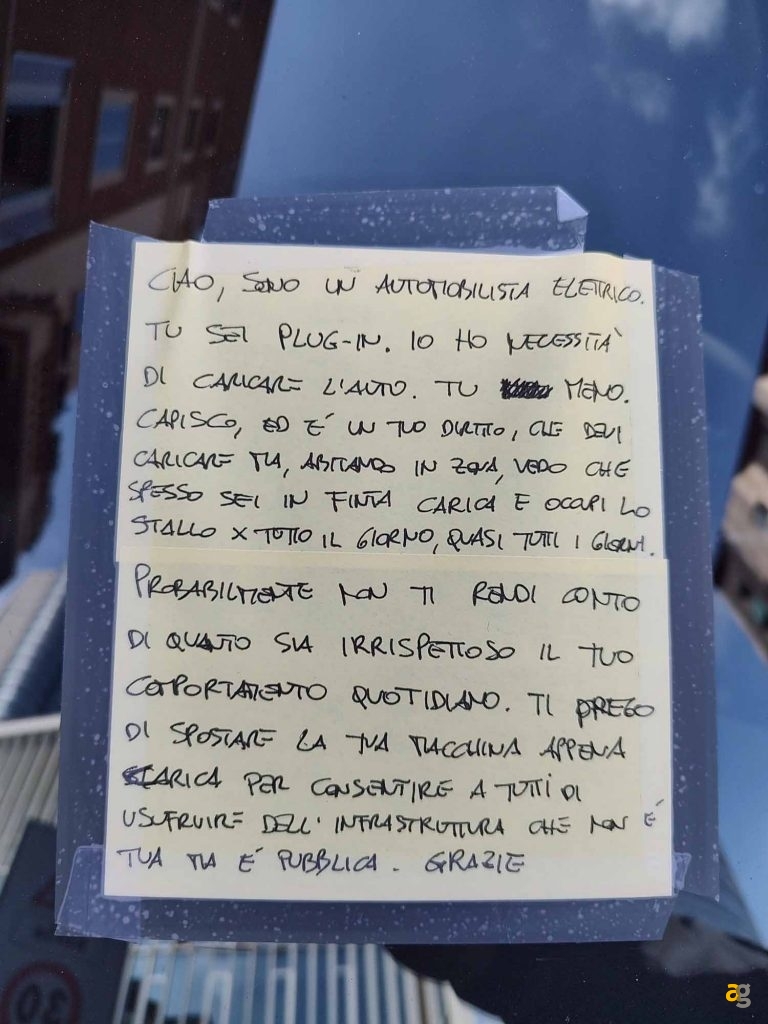 CIAO, SONO UN AUTOMOBILISTA ELETTRICO.
TU SEI PLUG-IN. IO HO NECESSITÀ
DI CARICARE L'AUTO. TU MENO.
CAPISCO, ED E' UN TUO DIRITTO, CHE DEVI
CARICARE MA, ABITANDO IN ZONA, VEDO CHE
SPESSO SEI IN FINTA CARICA E OCCUPI LO
STALLO X TUTTO IL GIORNO, QUASI TUTTI I GIORNI.
PROBABILMENTE NON TI RENDI CONTO
DI QUANTO SIA IRRISPETTOSO IL TUO
COMPORTAMENTO QUOTIDIANO. TI PREGO
DI SPOSTARE LA TUA MACCHINA APPENA
CARICA PER CONSENTIRE A TUTTI DI
USUFRUIRE DELL'INFRASTRUTTURA CHE NON E'
TUA MA E' PUBBLICA. GRAZIE
30
ag